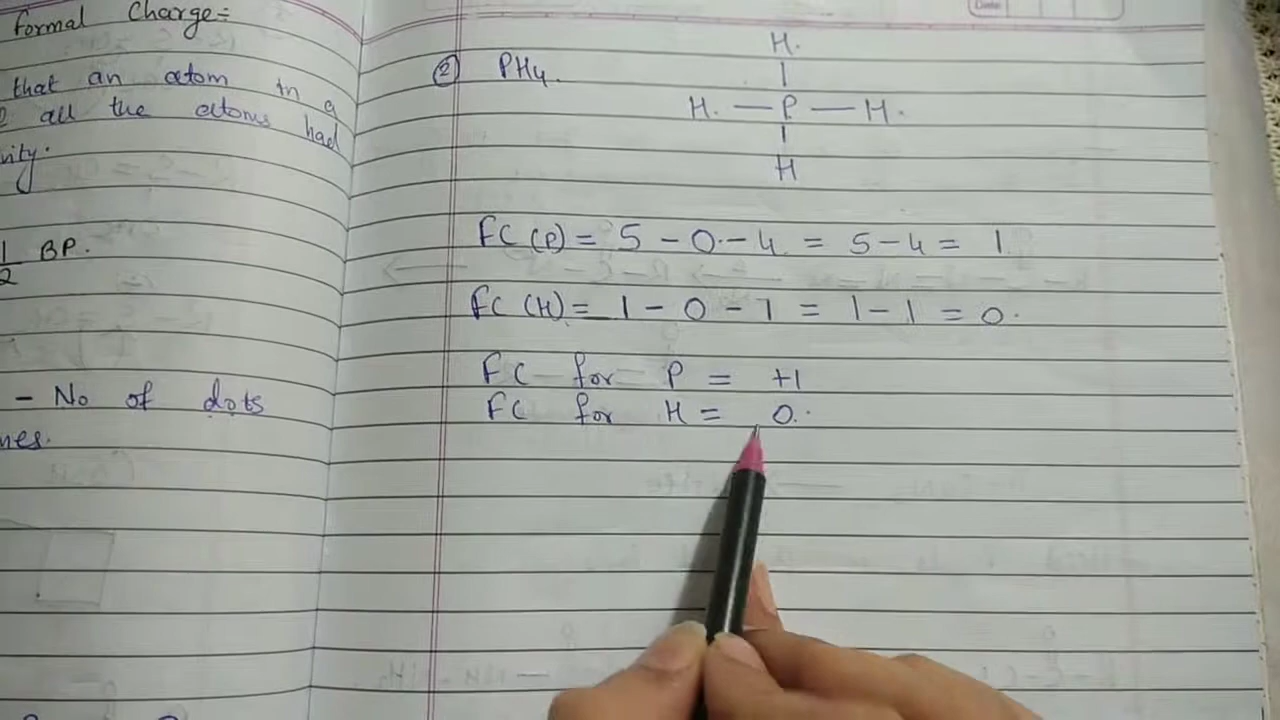 Formal Charge=
that an atom in a
all the atoms had
1/2 BP.
- No of dots
② PH4.
H.
H. — P — H.
H
FC (P) = 5 - 0 - 4 = 5 - 4 = 1
FC (H) = 1 - 0 - 1 = 1 - 1 = 0.
FC for P = +1
FC for H = 0.